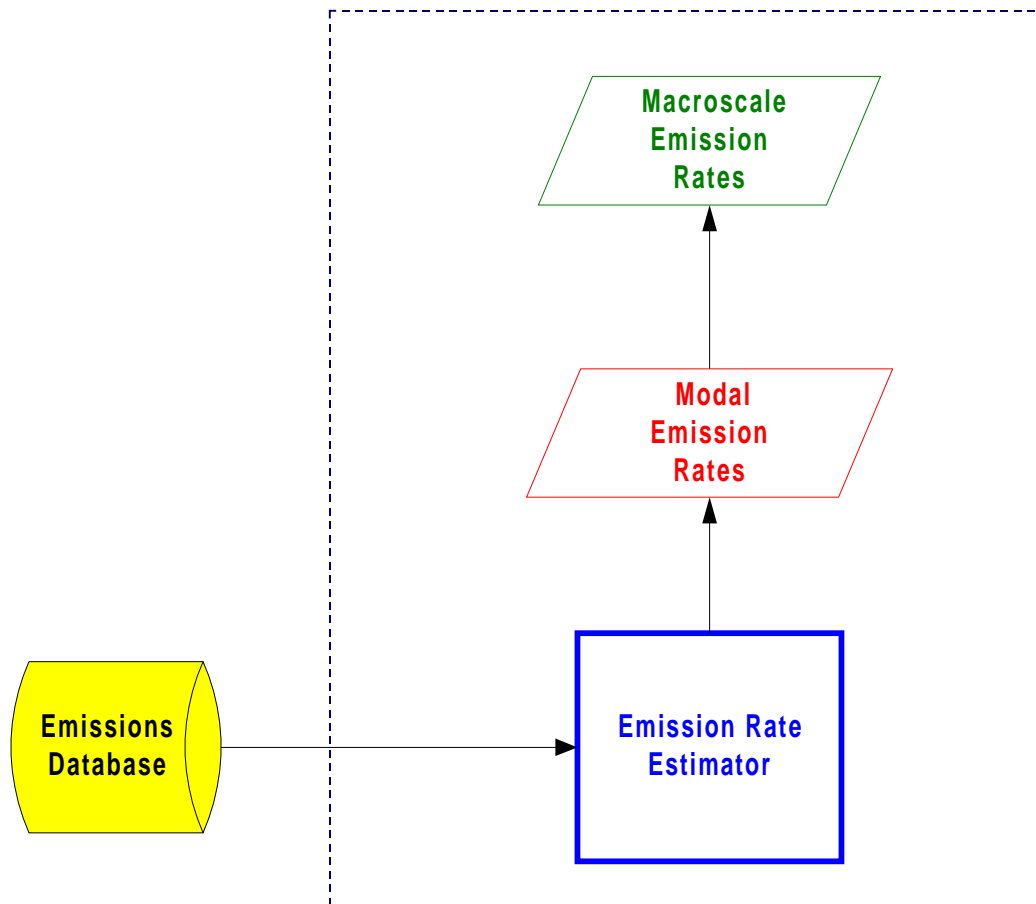 Macroscale
Emission
Rates
Modal
Emission
Rates
Emissions
Database
Emission Rate
Estimator